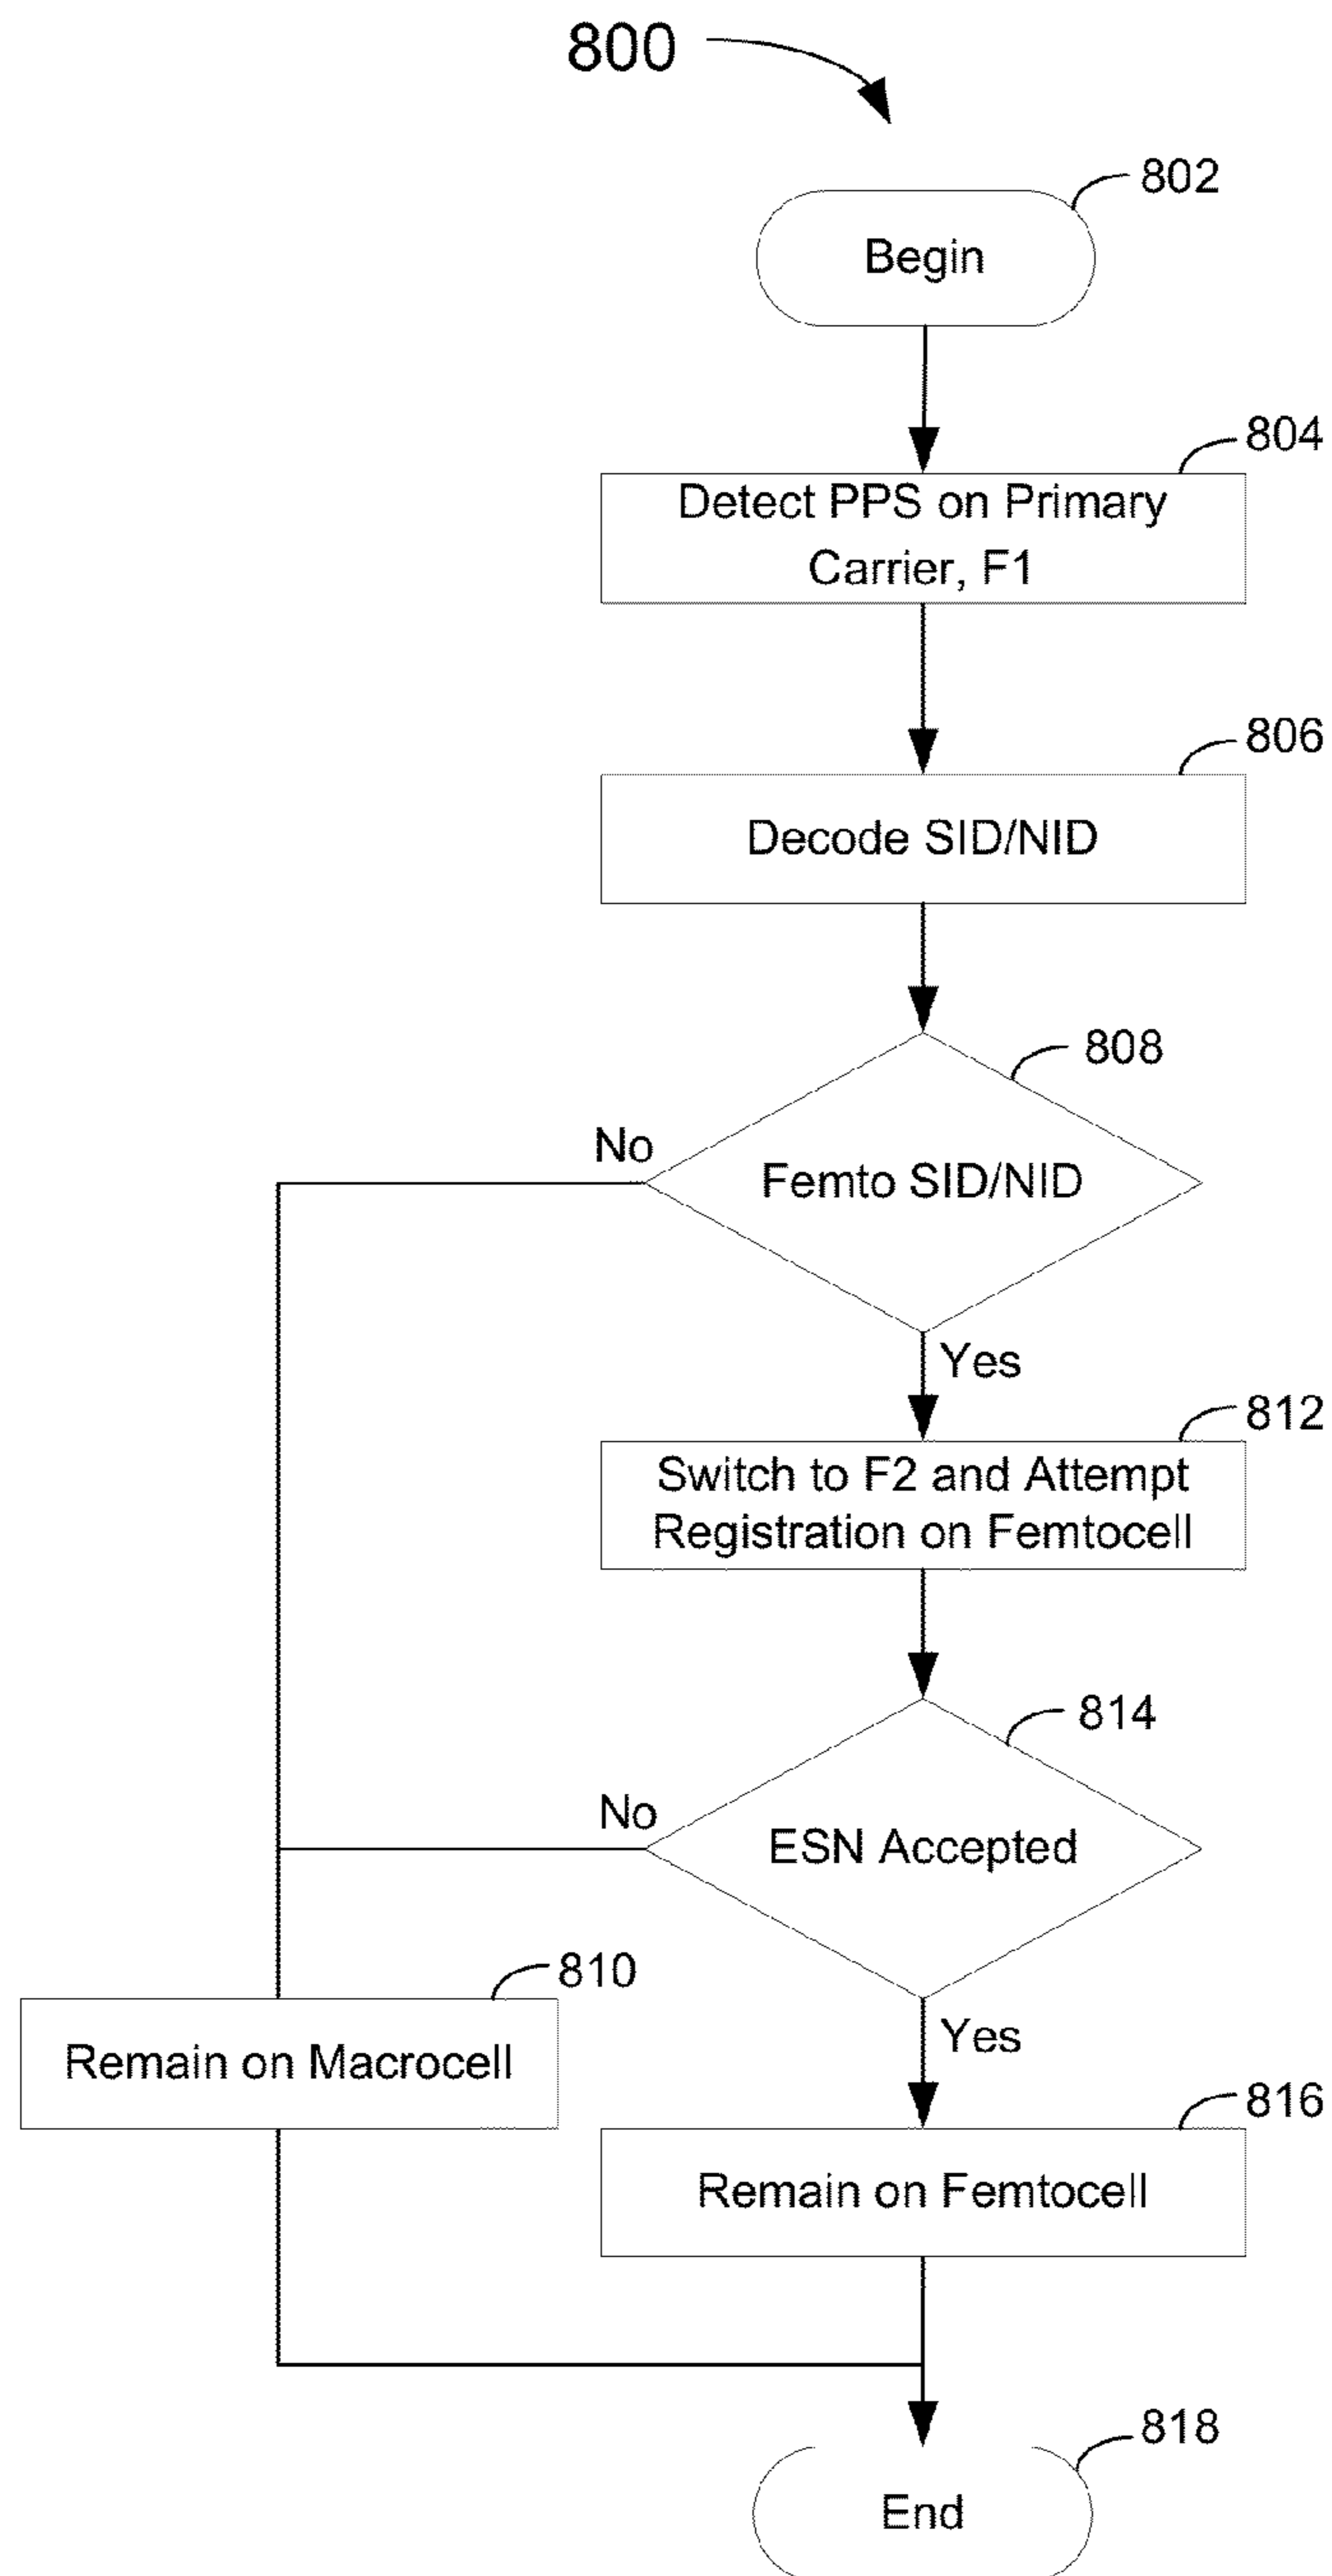 800
802
Begin
804
Detect PPS on Primary
Carrier, F1
806
Decode SID/NID
808
No
Femto SID/NID
Yes
812
Switch to F2 and Attempt
Registration on Femtocell
814
No
ESN Accepted
810
Remain on Macrocell
Yes
816
Remain on Femtocell
818
End